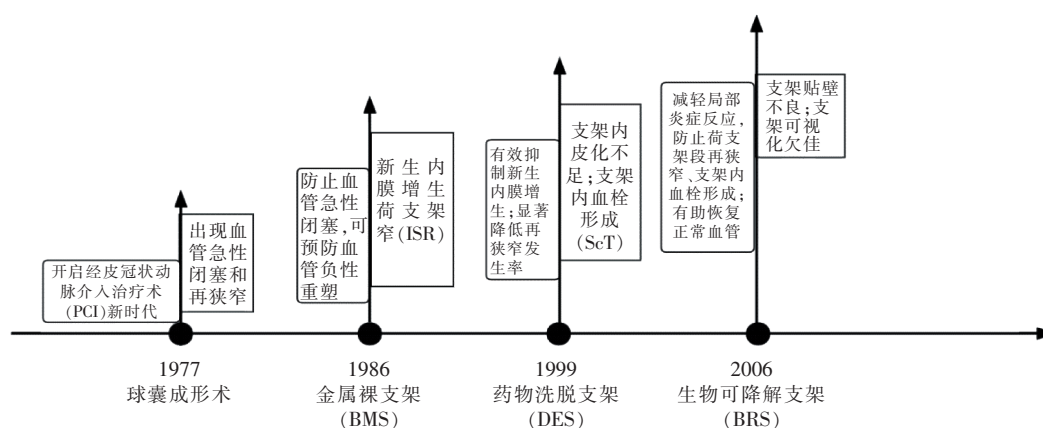 开启经皮冠状动
脉介入治疗术
(PCI)新时代
出现血
管急性
闭塞和
再狭窄
防止血
管急性
闭塞,可
预防血
管负性
重塑
新生内
膜增生
荷支架
窄(ISR)
有效抑
制新生
内膜增
生;显著
降低再
狭窄发
生率
支架内
皮化不
足;支架
内血栓
形成
(ScT)
减轻局部
炎症反应,
防止荷支
架段再狭
窄、支架内
血栓形成;
有助恢复
正常血管
支架贴壁
不良;支
架可视
化欠佳
1977
球囊成形术
1986
金属裸支架
(BMS)
1999
药物洗脱支架
(DES)
2006
生物可降解支架
(BRS)